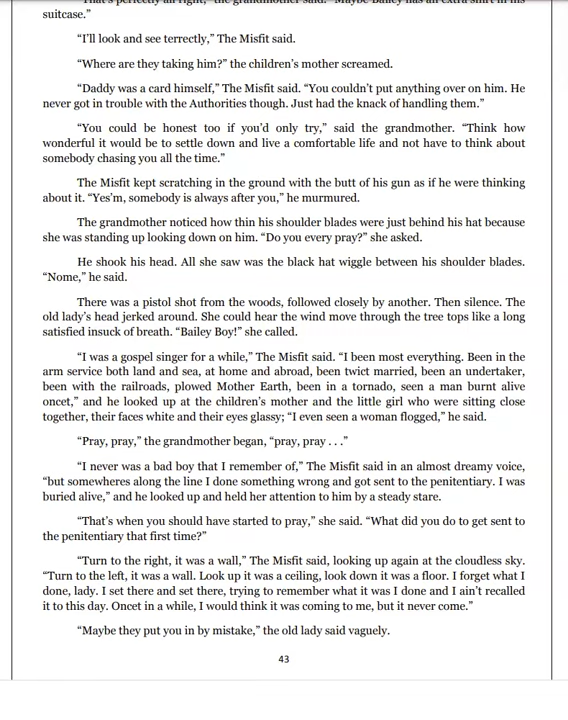 suitcase.”
“I’ll look and see terrectly,” The Misfit said.
“Where are they taking him?” the children’s mother screamed.
“Daddy was a card himself,” The Misfit said. “You couldn’t put anything over on him. He
never got in trouble with the Authorities though. Just had the knack of handling them.”
“You could be honest too if you’d only try,” said the grandmother. “Think how
wonderful it would be to settle down and live a comfortable life and not have to think about
somebody chasing you all the time.”
The Misfit kept scratching in the ground with the butt of his gun as if he were thinking
about it. “Yes’m, somebody is always after you,” he murmured.
The grandmother noticed how thin his shoulder blades were just behind his hat because
she was standing up looking down on him. “Do you every pray?” she asked.
He shook his head. All she saw was the black hat wiggle between his shoulder blades.
“Nome,” he said.
There was a pistol shot from the woods, followed closely by another. Then silence. The
old lady’s head jerked around. She could hear the wind move through the tree tops like a long
satisfied insuck of breath. “Bailey Boy!” she called.
“I was a gospel singer for a while,” The Misfit said. “I been most everything. Been in the
arm service both land and sea, at home and abroad, been twict married, been an undertaker,
been with the railroads, plowed Mother Earth, been in a tornado, seen a man burnt alive
oncet,” and he looked up at the children’s mother and the little girl who were sitting close
together, their faces white and their eyes glassy; “I even seen a woman flogged,” he said.
“Pray, pray,” the grandmother began, “pray, pray . . .”
“I never was a bad boy that I remember of,” The Misfit said in an almost dreamy voice,
“but somewheres along the line I done something wrong and got sent to the penitentiary. I was
buried alive,” and he looked up and held her attention to him by a steady stare.
“That’s when you should have started to pray,” she said. “What did you do to get sent to
the penitentiary that first time?”
“Turn to the right, it was a wall,” The Misfit said, looking up again at the cloudless sky.
“Turn to the left, it was a wall. Look up it was a ceiling, look down it was a floor. I forget what I
done, lady. I set there and set there, trying to remember what it was I done and I ain’t recalled
it to this day. Oncet in a while, I would think it was coming to me, but it never come.”
“Maybe they put you in by mistake,” the old lady said vaguely.
43